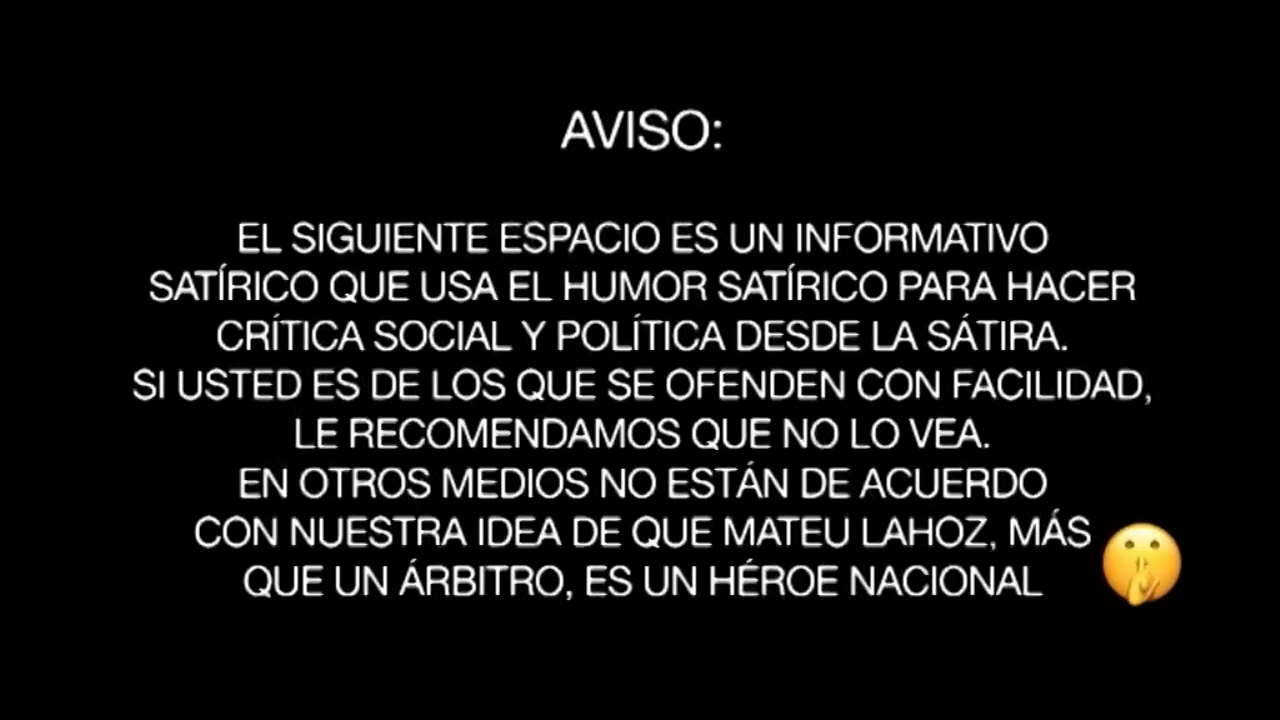 AVISO:
EL SIGUIENTE ESPACIO ES UN INFORMATIVO
SATÍRICO QUE USA EL HUMOR SATÍRICO PARA HACER
CRÍTICA SOCIAL Y POLÍTICA DESDE LA SÁTIRA.
SI USTED ES DE LOS QUE SE OFENDEN CON FACILIDAD,
LE RECOMENDAMOS QUE NO LO VEA.
EN OTROS MEDIOS NO ESTÁN DE ACUERDO
CON NUESTRA IDEA DE QUE MATEU LAHOZ, MÁS
QUE UN ÁRBITRO, ES UN HÉROE NACIONAL